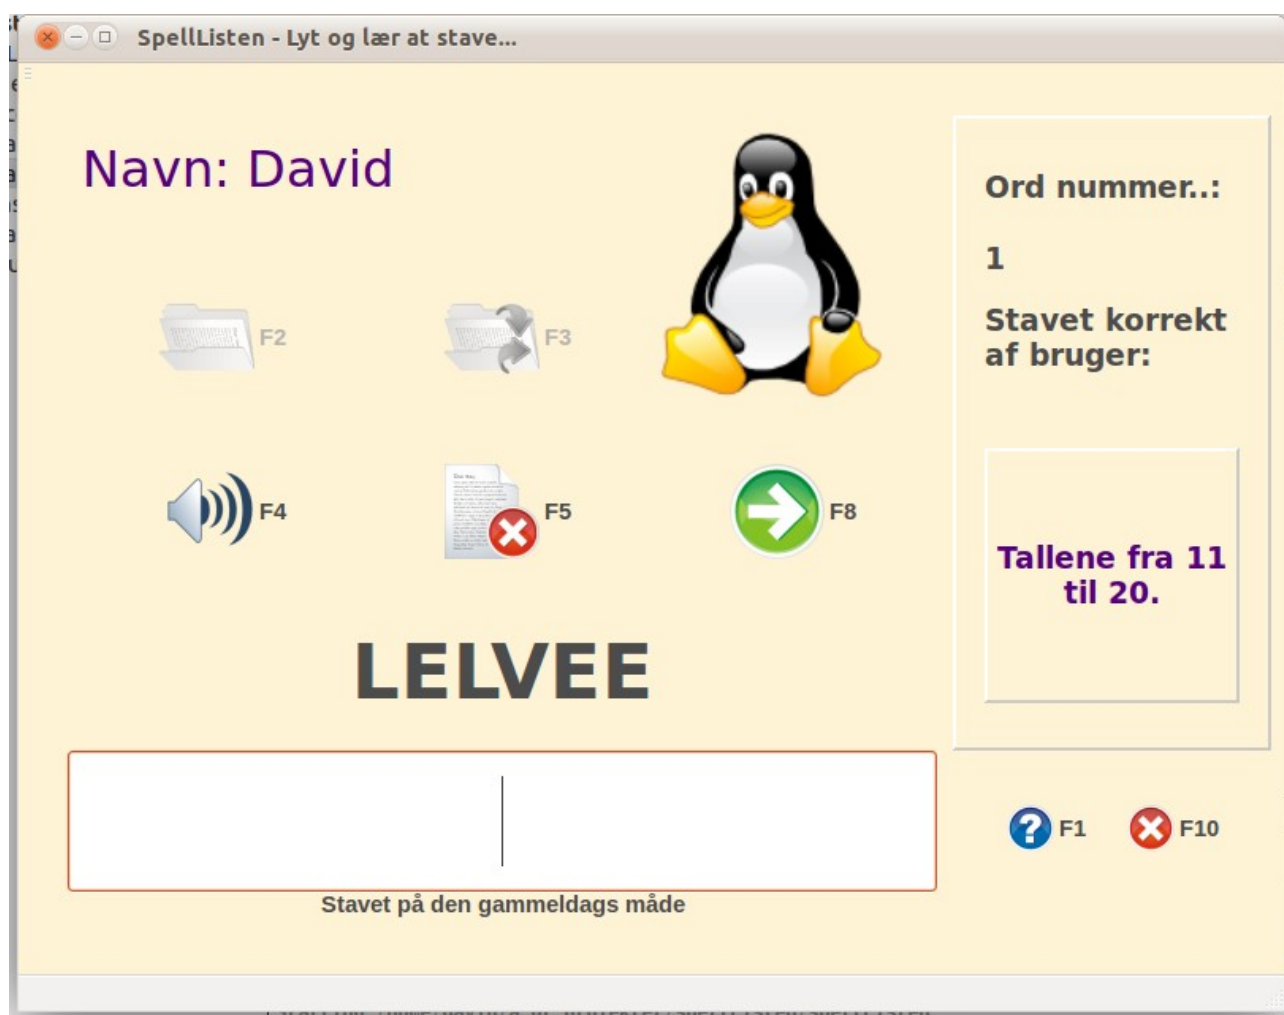 SpellListen - Lyt og lær at stave...
Navn: David
Ord nummer..:
1
Stavet korrekt
af bruger:
F2
F3
F4
F5
F8
Tallene fra 11
til 20.
LELVEE
F1
F10
Stavet på den gammeldags måde